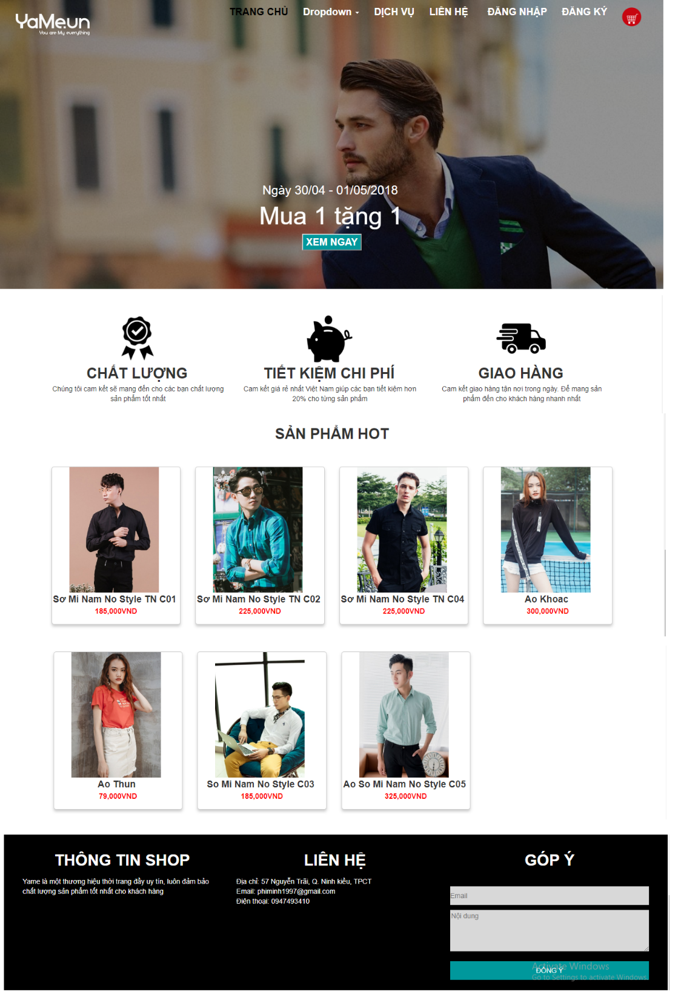 YaMe.vn
You are My everything
TRANG CHỦ
Dropdown
DỊCH VỤ
LIÊN HỆ
ĐĂNG NHẬP
ĐĂNG KÝ
Ngày 30/04 - 01/05/2018
Mua 1 tặng 1
XEM NGAY
CHẤT LƯỢNG
Chúng tôi cam kết sẽ mang đến cho các bạn chất lượng
sản phẩm tốt nhất
TIẾT KIỆM CHI PHÍ
Cam kết giá rẻ nhất Việt Nam giúp các bạn tiết kiệm hơn
20% cho từng sản phẩm
GIAO HÀNG
Cam kết giao hàng tận nơi trong ngày. Để mang sản
phẩm đến cho khách hàng nhanh nhất
SẢN PHẨM HOT
Sơ Mi Nam No Style TN C01
185,000VND
Sơ Mi Nam No Style TN C02
225,000VND
Sơ Mi Nam No Style TN C04
225,000VND
Ao Khoac
300,000VND
Ao Thun
79,000VND
So Mi Nam No Style C03
185,000VND
Ao So Mi Nam No Style C05
325,000VND
THÔNG TIN SHOP
Yame là một thương hiệu thời trang đầy uy tín, luôn đảm bảo
chất lượng sản phẩm tốt nhất cho khách hàng
LIÊN HỆ
Địa chỉ: 57 Nguyễn Trãi, Q. Ninh kiều, TPCT
Email: phiminh1997@gmail.com
Điện thoại: 0947493410
GÓP Ý
Email
Nội dung
ĐỒNG Ý
Activate Windows
Go to Settings to activate Windows.